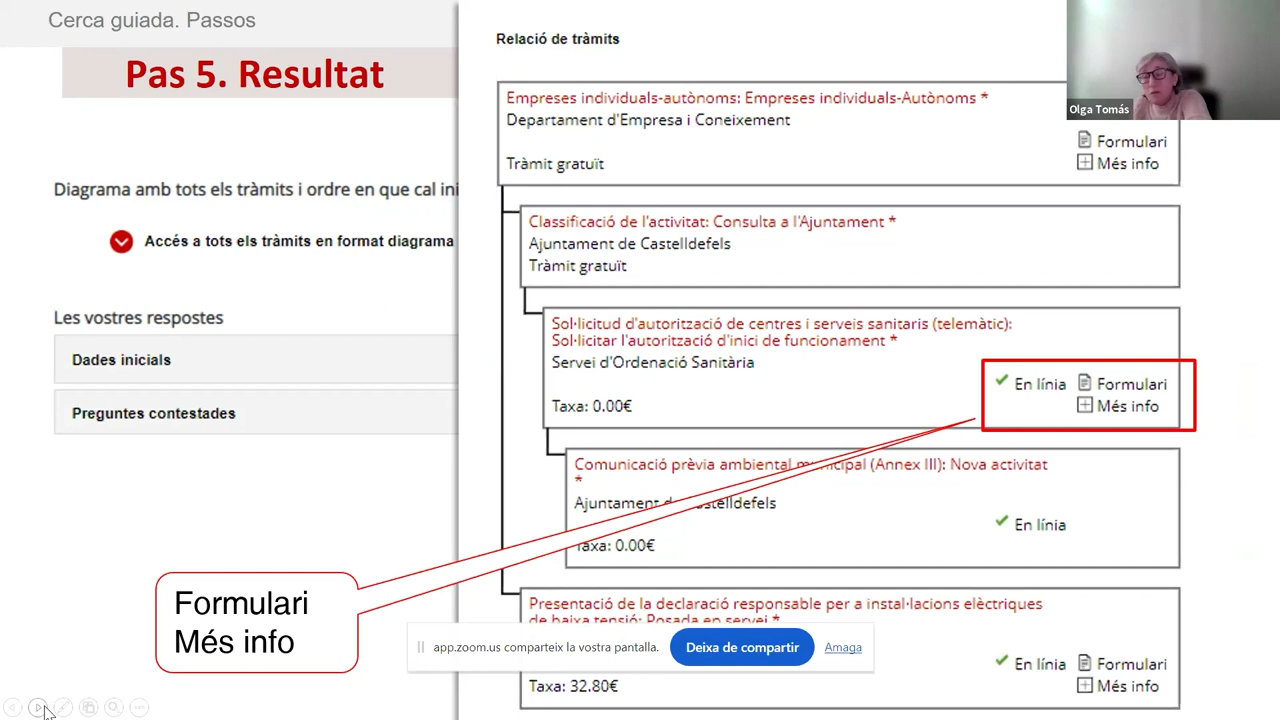 Cerca guiada. Passos
Pas 5. Resultat
Diagrama amb tots els tràmits i ordre en que cal ini
Accés a tots els tràmits en format diagrama
Les vostres respostes
Dades inicials
Preguntes contestades
Formulari
Més info
Relació de tràmits
Empreses individuals-autònoms: Empreses individuals-Autònoms *
Departament d'Empresa i Coneixement
Tràmit gratuït
Formulari
Més info
Classificació de l'activitat: Consulta a l'Ajuntament *
Ajuntament de Castelldefels
Tràmit gratuït
Sol·licitud d'autorització de centres i serveis sanitaris (telemàtic):
Sol·licitar l'autorització d'inici de funcionament *
Servei d'Ordenació Sanitària
Taxa: 0.00€
En línia Formulari
Més info
Comunicació prèvia ambiental municipal (Annex III): Nova activitat
*
Ajuntament de Castelldefels
Taxa: 0.00€
En línia
Presentació de la declaració responsable per a instal·lacions elèctriques
de baixa tensió: Posada en servei *
Taxa: 32.80€
En línia Formulari
Més info
app.zoom.us comparteix la vostra pantalla.
Deixa de compartir
Amaga
Olga Tomás